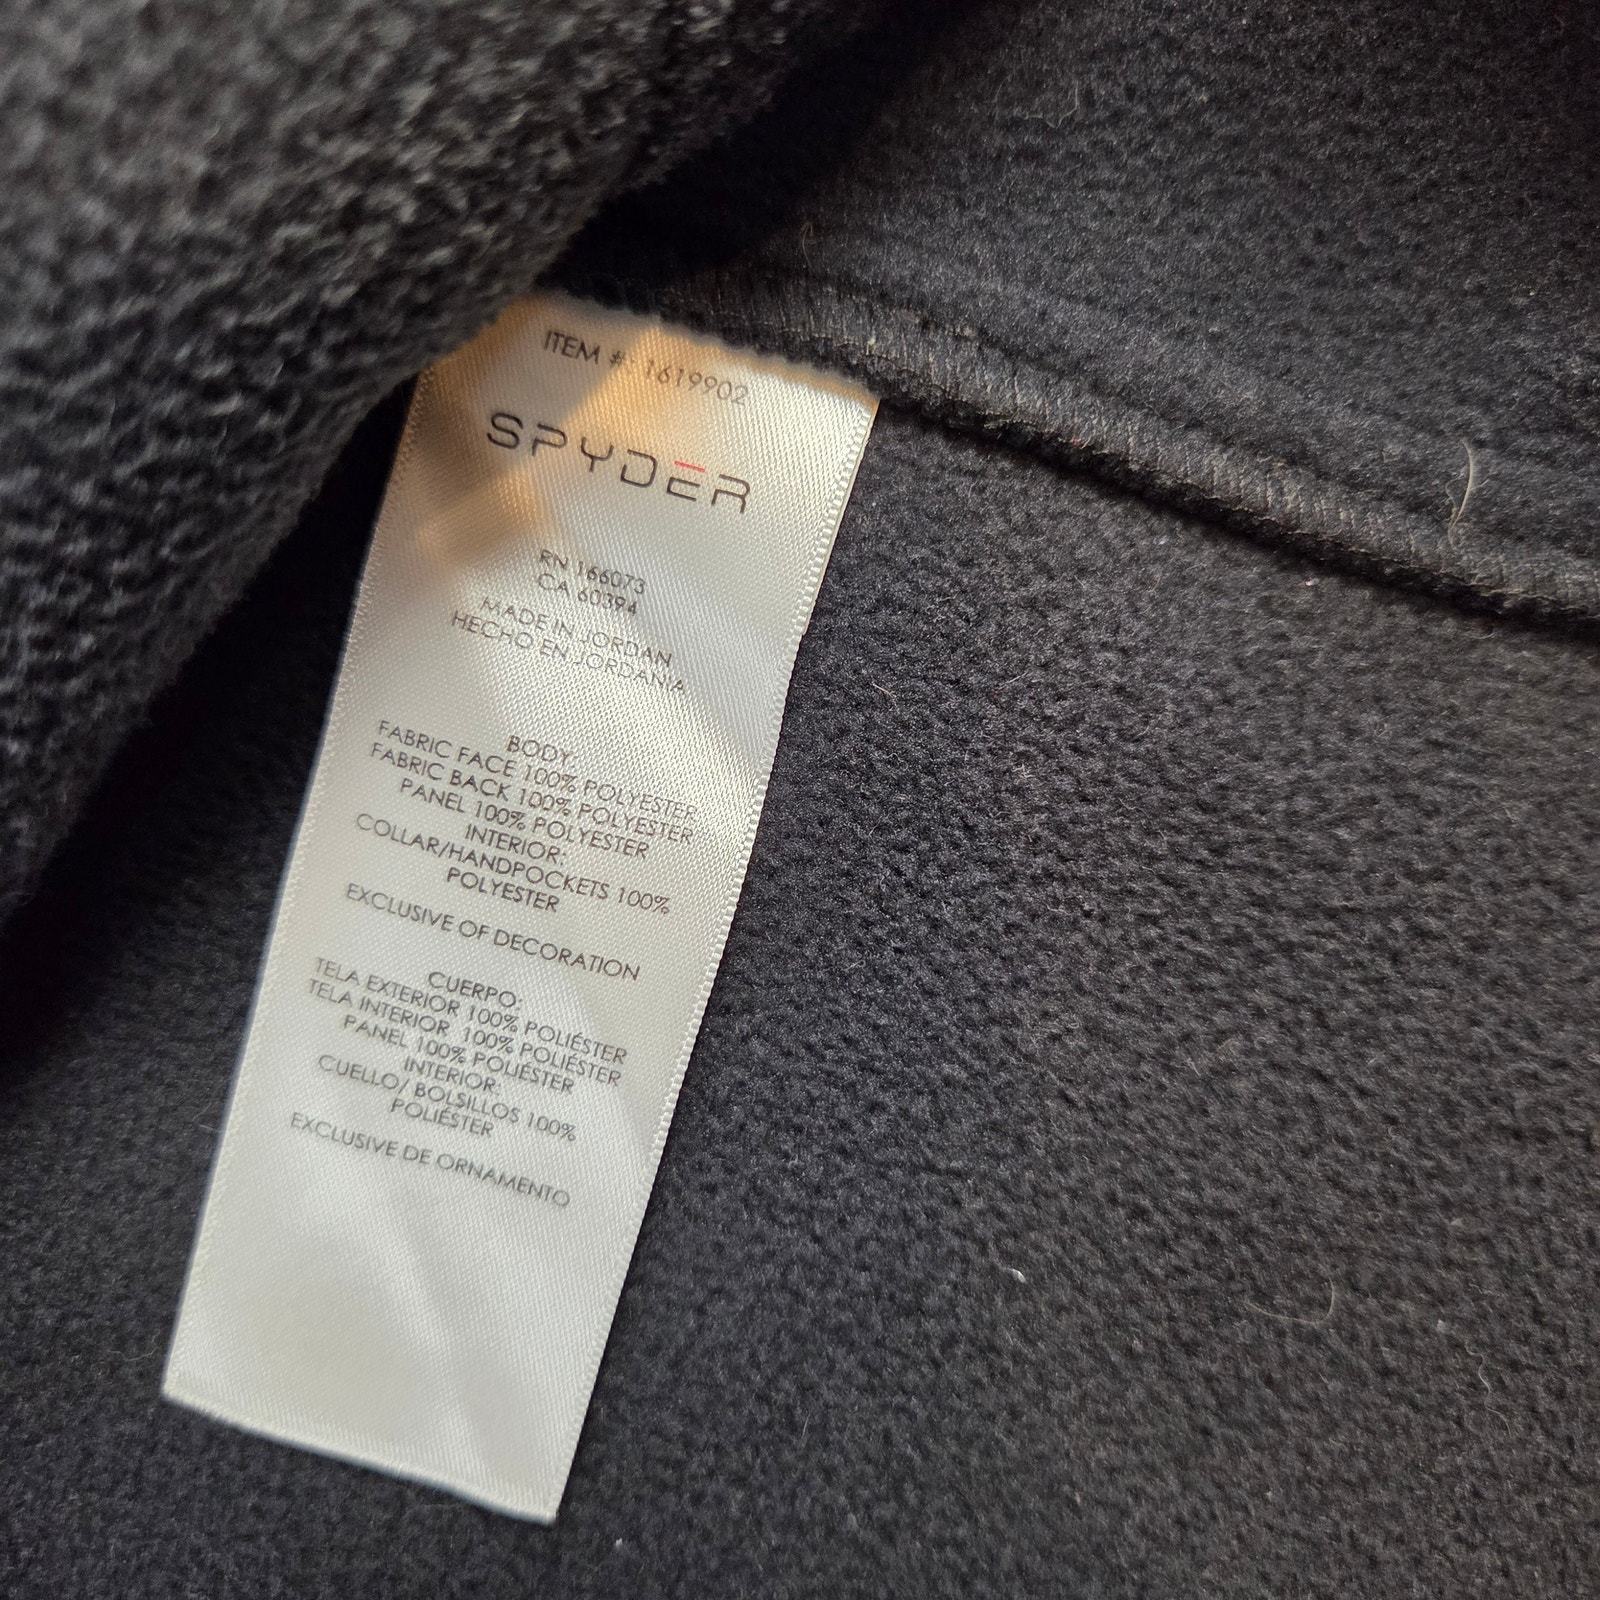 ITEM #: 1619902
SPYDER
RN 166073
CA 60394
MADE IN JORDAN
HECHO EN JORDANIA
BODY:
FABRIC FACE 100% POLYESTER
FABRIC BACK 100% POLYESTER
PANEL 100% POLYESTER
INTERIOR:
COLLAR/HANDPOCKETS 100%
POLYESTER
EXCLUSIVE OF DECORATION
CUERPO:
TELA EXTERIOR 100% POLIÉSTER
TELA INTERIOR 100% POLIÉSTER
PANEL 100% POLIÉSTER
INTERIOR:
CUELLO/ BOLSILLOS 100%
POLIÉSTER
EXCLUSIVE DE ORNAMENTO